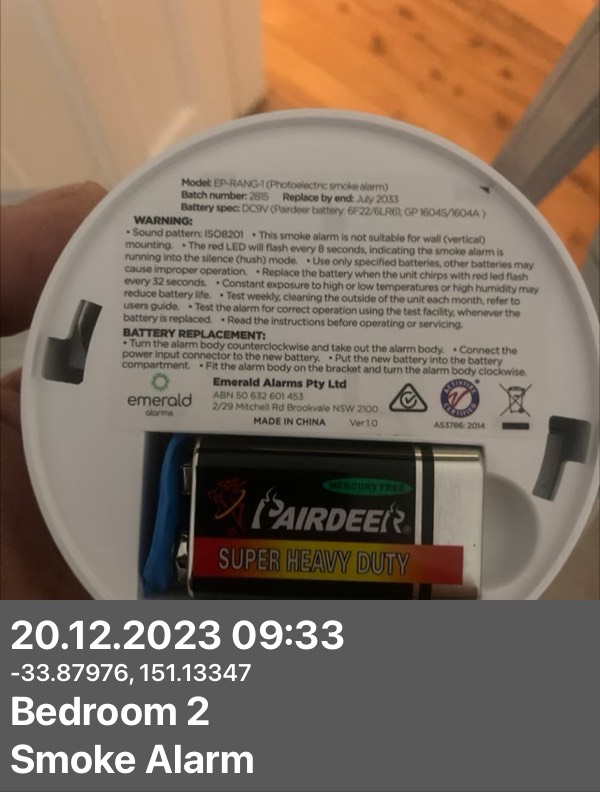 Model: EP-RANG-1 (Photoelectric smoke alarm)
Batch number: 2815 Replace by end: July 2033
Battery spec: DC9V (Pairdeer battery: 6F22/6LR61; GP 1604S/1604A )
WARNING:
• Sound pattern: ISO8201 • This smoke alarm is not suitable for wall (vertical)
mounting. • The red LED will flash every 8 seconds, indicating the smoke alarm is
running into the silence (hush) mode. • Use only specified batteries, other batteries may
cause improper operation. • Replace the battery when the unit chirps with red led flash
every 32 seconds. • Constant exposure to high or low temperatures or high humidity may
reduce battery life. • Test weekly, cleaning the outside of the unit each month, refer to
users guide. • Test the alarm for correct operation using the test facility, whenever the
battery is replaced. • Read the instructions before operating or servicing.
BATTERY REPLACEMENT:
• Turn the alarm body counterclockwise and take out the alarm body. • Connect the
power input connector to the new battery. • Put the new battery into the battery
compartment. • Fit the alarm body on the bracket and turn the alarm body clockwise.
emerald
alarms
Emerald Alarms Pty Ltd
ABN 50 632 601 453
2/29 Mitchell Rd Brookvale NSW 2100
MADE IN CHINA Ver:1.0
ACTIVFIRE
CERTIFIED
AS3786: 2014
MERCURY FREE
PAIRDEER®
SUPER HEAVY DUTY
20.12.2023 09:33
-33.87976, 151.13347
Bedroom 2
Smoke Alarm